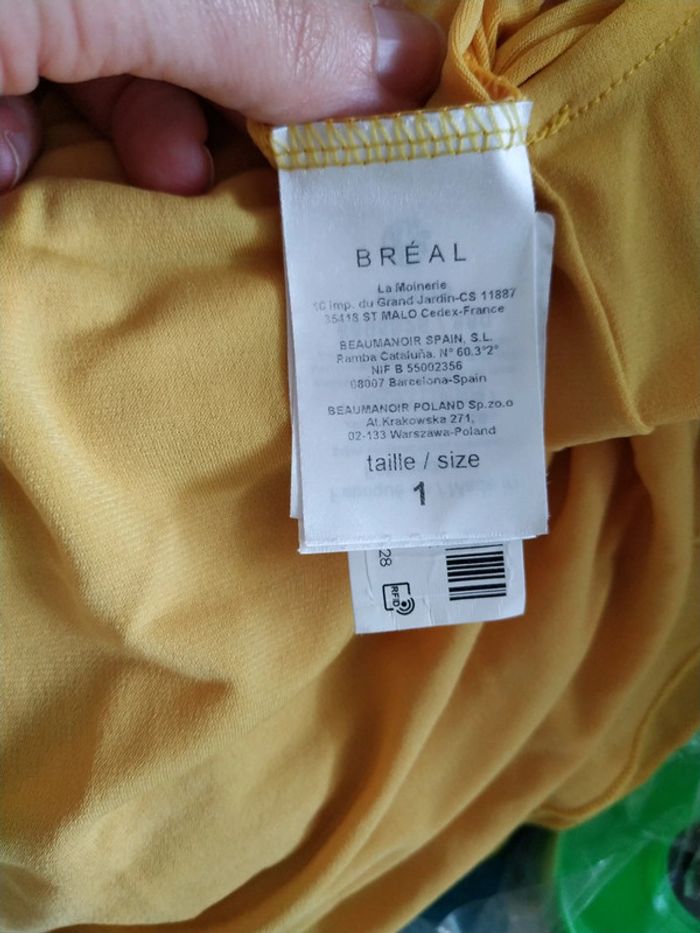 BRÉAL
La Moinerie
1C imp. du Grand Jardin-CS 11887
35418 ST MALO Cedex-France
BEAUMANOIR SPAIN, S.L.
Ramba Cataluña. N° 60.3°2°
NIF B 55002356
08007 Barcelona-Spain
BEAUMANOIR POLAND Sp.zo.o
At.Krakowska 271,
02-133 Warszawa-Poland
taille / size
1
28
RFID